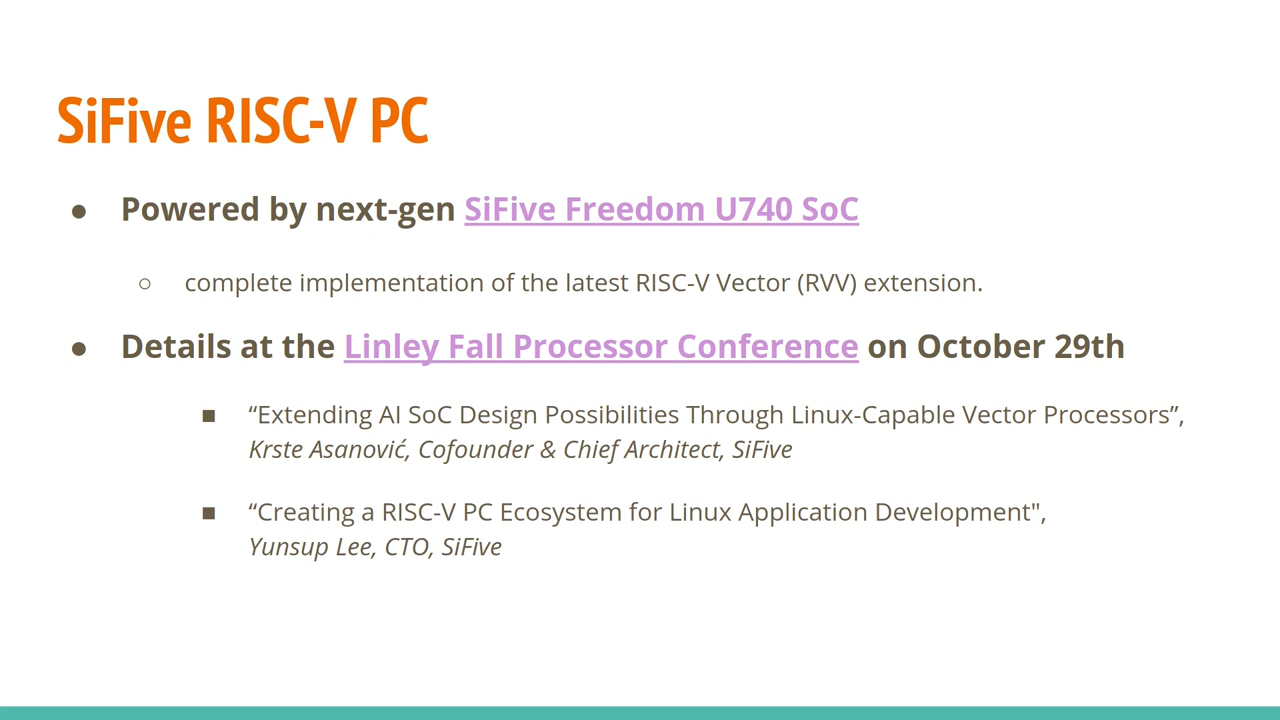 SiFive RISC-V PC
● Powered by next-gen SiFive Freedom U740 SoC
○ complete implementation of the latest RISC-V Vector (RVV) extension.
● Details at the Linley Fall Processor Conference on October 29th
■ “Extending AI SoC Design Possibilities Through Linux-Capable Vector Processors”,
Krste Asanović, Cofounder & Chief Architect, SiFive
■ “Creating a RISC-V PC Ecosystem for Linux Application Development",
Yunsup Lee, CTO, SiFive